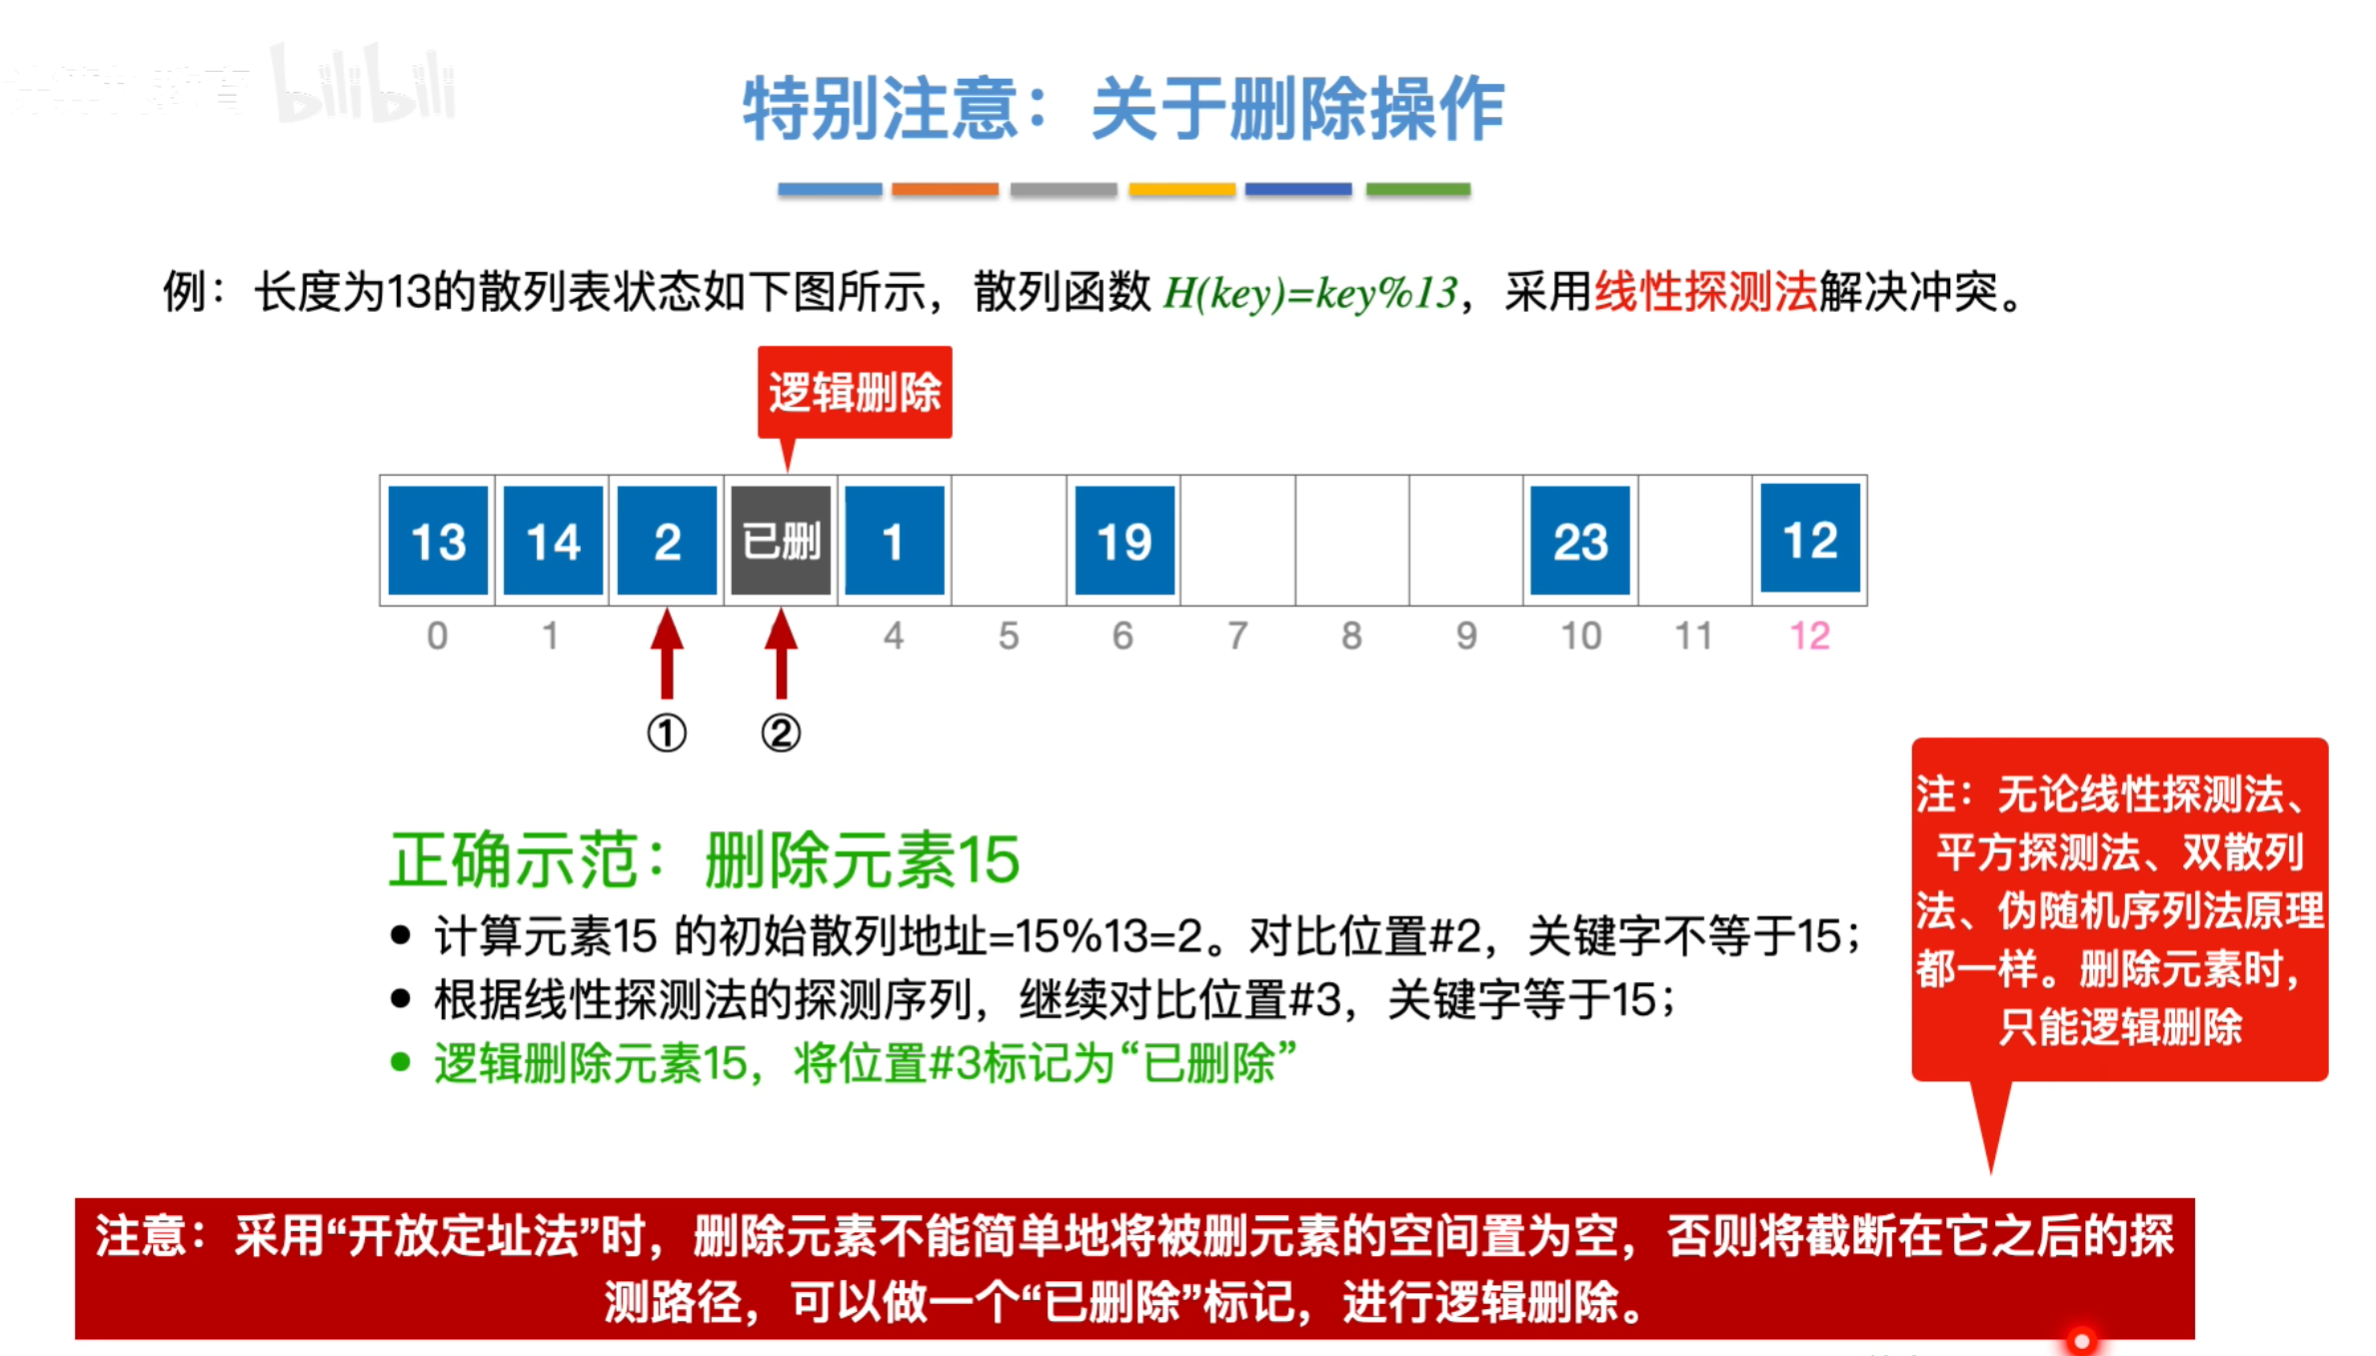 bilibili
特别注意：关于删除操作
例：长度为13的散列表状态如下图所示，散列函数 H(key)=key%13，采用线性探测法解决冲突。
逻辑删除
13 14 2 已删 1 19 23 12
0 1 4 5 6 7 8 9 10 11 12
① ②
正确示范：删除元素15
• 计算元素15 的初始散列地址=15%13=2。对比位置#2，关键字不等于15；
• 根据线性探测法的探测序列，继续对比位置#3，关键字等于15；
• 逻辑删除元素15，将位置#3标记为“已删除”
注：无论线性探测法、
平方探测法、双散列
法、伪随机序列法原理
都一样。删除元素时，
只能逻辑删除
注意：采用“开放定址法”时，删除元素不能简单地将被删元素的空间置为空，否则将截断在它之后的探
测路径，可以做一个“已删除”标记，进行逻辑删除。